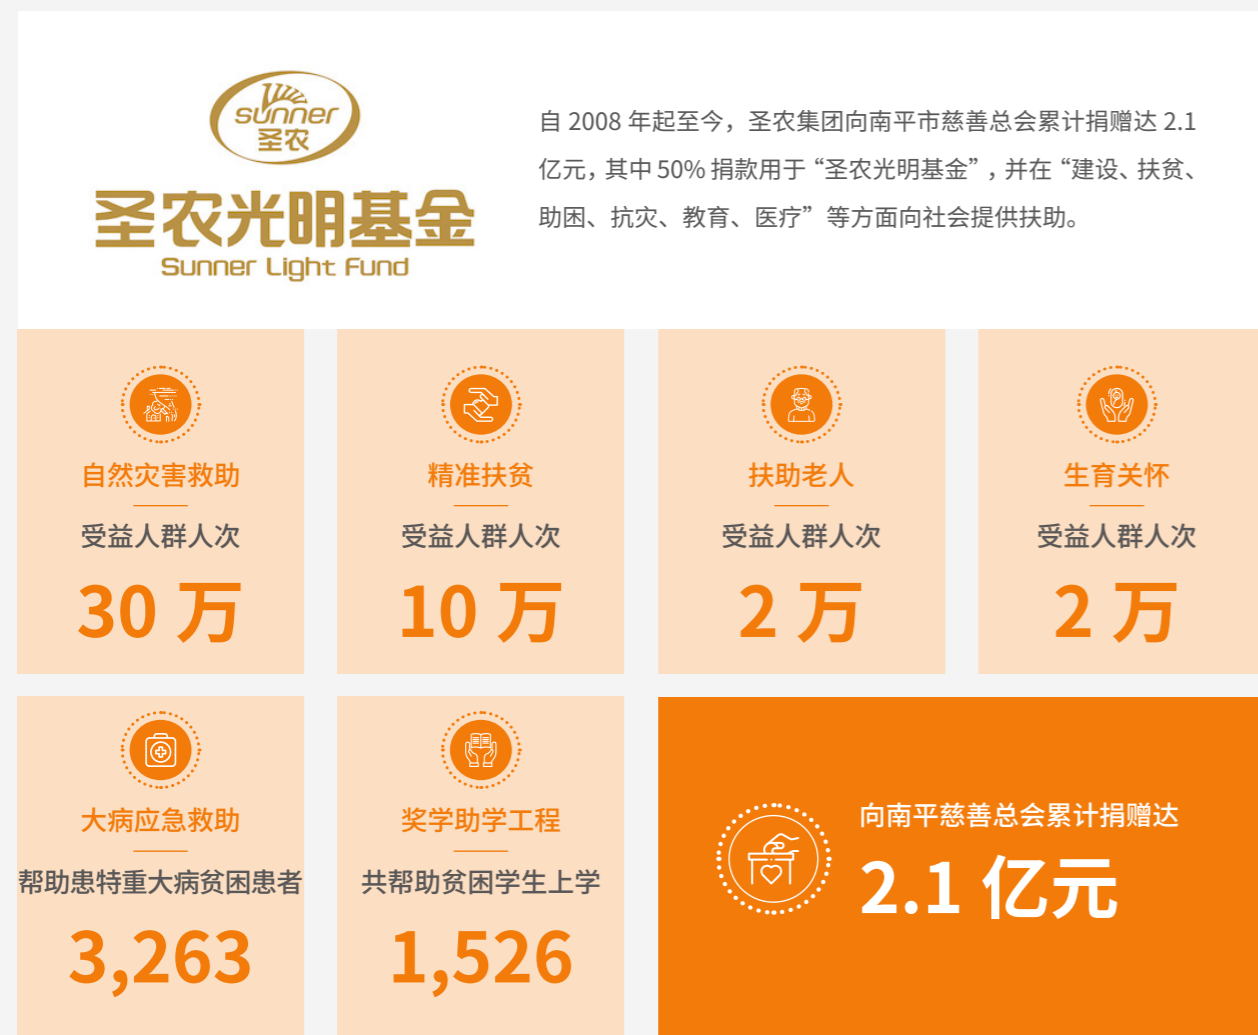 sunner
圣农
圣农光明基金
Sunner Light Fund
自 2008 年起至今，圣农集团向南平市慈善总会累计捐赠达 2.1
亿元，其中 50% 捐款用于 “圣农光明基金” ，并在 “建设、扶贫、
助困、抗灾、教育、医疗” 等方面向社会提供扶助。
自然灾害救助
受益人群人次
30 万
精准扶贫
受益人群人次
10 万
扶助老人
受益人群人次
2 万
生育关怀
受益人群人次
2 万
大病应急救助
帮助患特重大病贫困患者
3,263
奖学助学工程
共帮助贫困学生上学
1,526
向南平慈善总会累计捐赠达
2.1 亿元